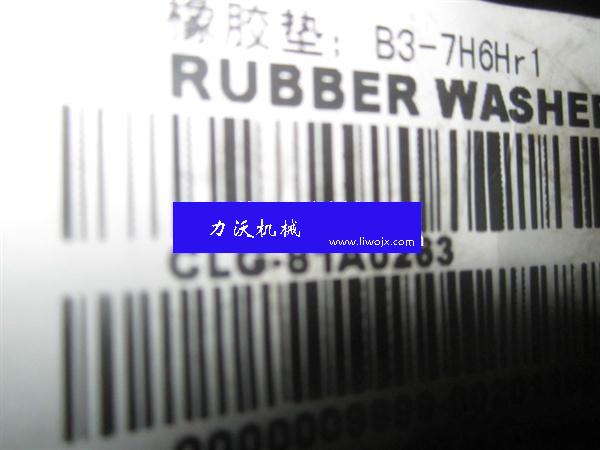 橡胶垫: B3-7H6Hr1
RUBBER WASHE
力沃机械
www.liwojx.com
CLG-81A0263